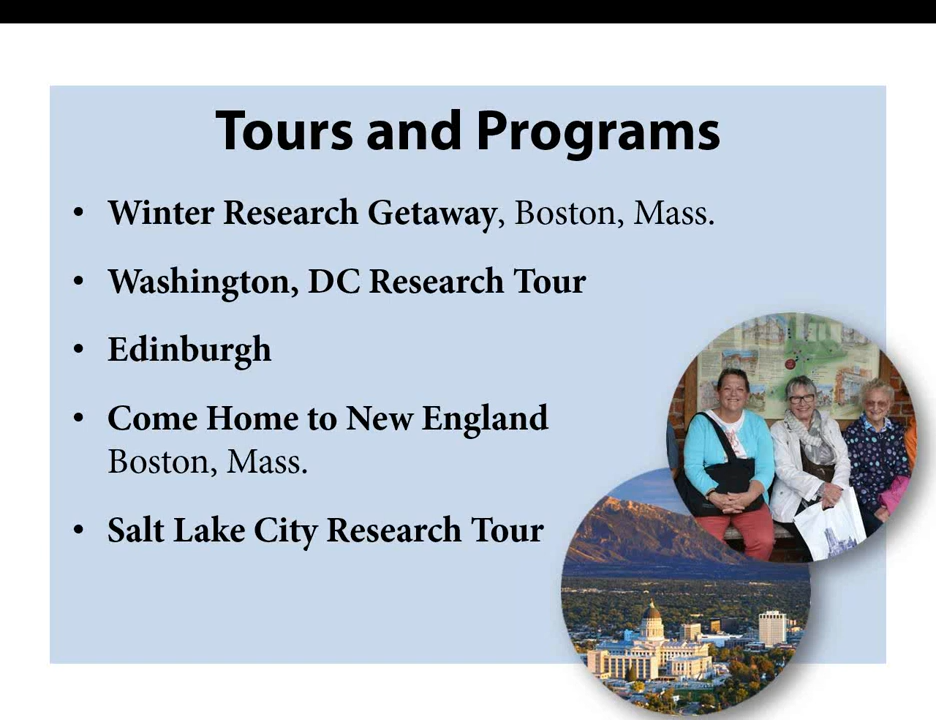 Tours and Programs
• Winter Research Getaway, Boston, Mass.
• Washington, DC Research Tour
• Edinburgh
• Come Home to New England
Boston, Mass.
• Salt Lake City Research Tour